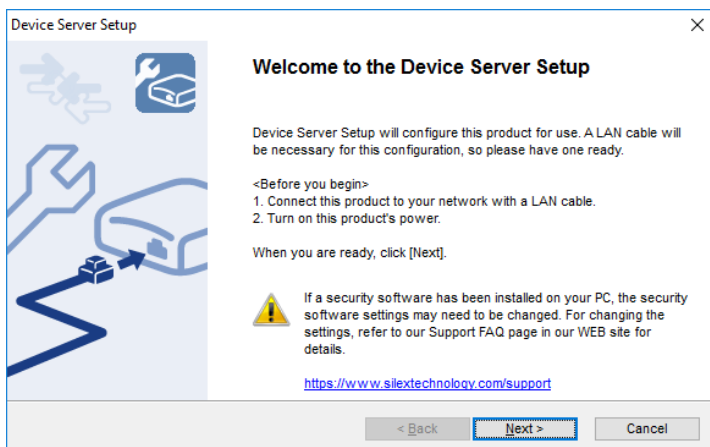 Device Server Setup
Welcome to the Device Server Setup
Device Server Setup will configure this product for use. A LAN cable will
be necessary for this configuration, so please have one ready.
<Before you begin>
1. Connect this product to your network with a LAN cable.
2. Turn on this product's power.
When you are ready, click [Next].
If a security software has been installed on your PC, the security
software settings may need to be changed. For changing the
settings, refer to our Support FAQ page in our WEB site for
details.
https://www.silextechnology.com/support
< Back
Next >
Cancel